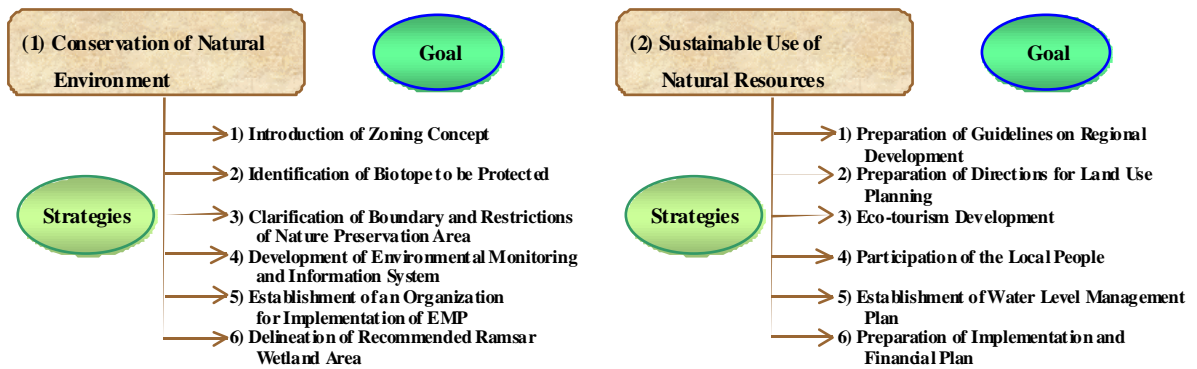 (1) Conservation of Natural
Environment
Goal
Strategies
1) Introduction of Zoning Concept
2) Identification of Biotope to be Protected
3) Clarification of Boundary and Restrictions
of Nature Preservation Area
4) Development of Environmental Monitoring
and Information System
5) Establishment of an Organization
for Implementation of EMP
6) Delineation of Recommended Ramsar
Wetland Area
(2) Sustainable Use of
Natural Resources
Goal
Strategies
1) Preparation of Guidelines on Regional
Development
2) Preparation of Directions for Land Use
Planning
3) Eco-tourism Development
4) Participation of the Local People
5) Establishment of Water Level Management
Plan
6) Preparation of Implementation and
Financial Plan